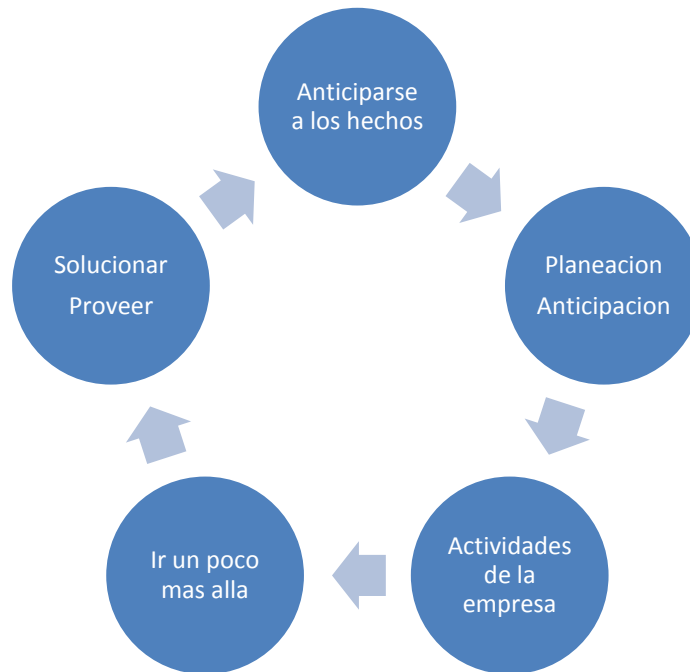 Anticiparse
a los hechos
Planeacion
Anticipacion
Actividades
de la
empresa
Ir un poco
mas alla
Solucionar
Proveer